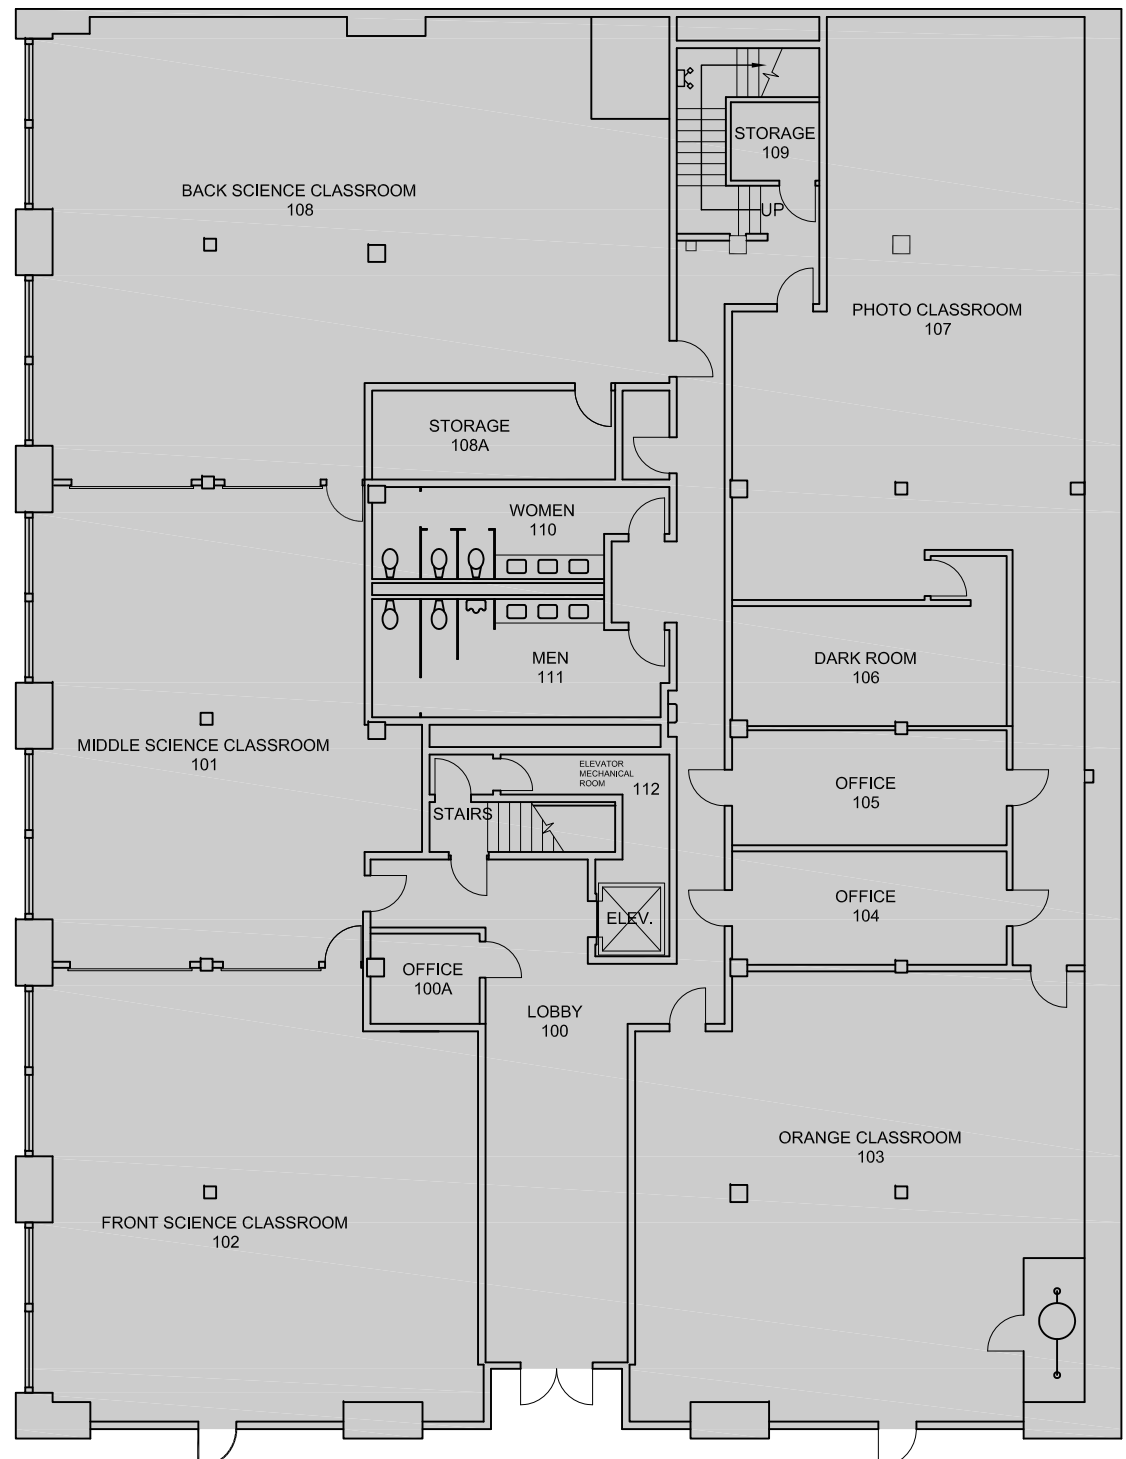 STORAGE
109
BACK SCIENCE CLASSROOM
108
UP
PHOTO CLASSROOM
107
STORAGE
108A
WOMEN
110
MEN
111
DARK ROOM
106
MIDDLE SCIENCE CLASSROOM
101
ELEVATOR
MECHANICAL
ROOM
112
OFFICE
105
STAIRS
OFFICE
104
ELEV.
OFFICE
100A
LOBBY
100
ORANGE CLASSROOM
103
FRONT SCIENCE CLASSROOM
102